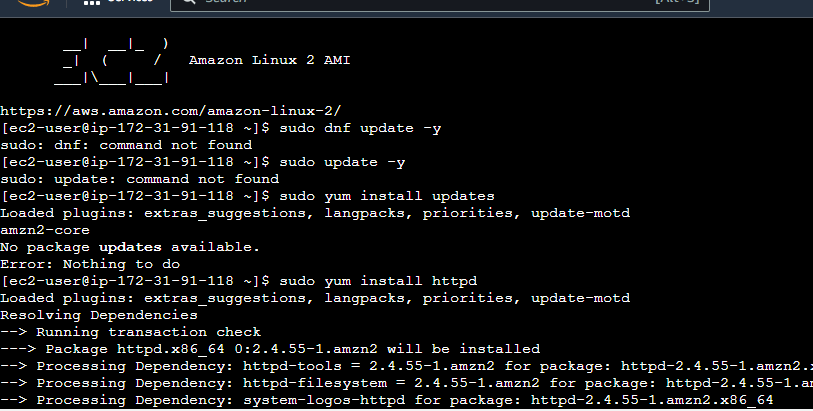 Services
Search
[Alt+S]
__|  __|_  )
_|  (     /   Amazon Linux 2 AMI
___|\___|___|
https://aws.amazon.com/amazon-linux-2/
[ec2-user@ip-172-31-91-118 ~]$ sudo dnf update -y
sudo: dnf: command not found
[ec2-user@ip-172-31-91-118 ~]$ sudo update -y
sudo: update: command not found
[ec2-user@ip-172-31-91-118 ~]$ sudo yum install updates
Loaded plugins: extras_suggestions, langpacks, priorities, update-motd
amzn2-core
No package updates available.
Error: Nothing to do
[ec2-user@ip-172-31-91-118 ~]$ sudo yum install httpd
Loaded plugins: extras_suggestions, langpacks, priorities, update-motd
Resolving Dependencies
--> Running transaction check
---> Package httpd.x86_64 0:2.4.55-1.amzn2 will be installed
--> Processing Dependency: httpd-tools = 2.4.55-1.amzn2 for package: httpd-2.4.55-1.amzn2.x
--> Processing Dependency: httpd-filesystem = 2.4.55-1.amzn2 for package: httpd-2.4.55-1.am
--> Processing Dependency: system-logos-httpd for package: httpd-2.4.55-1.amzn2.x86_64